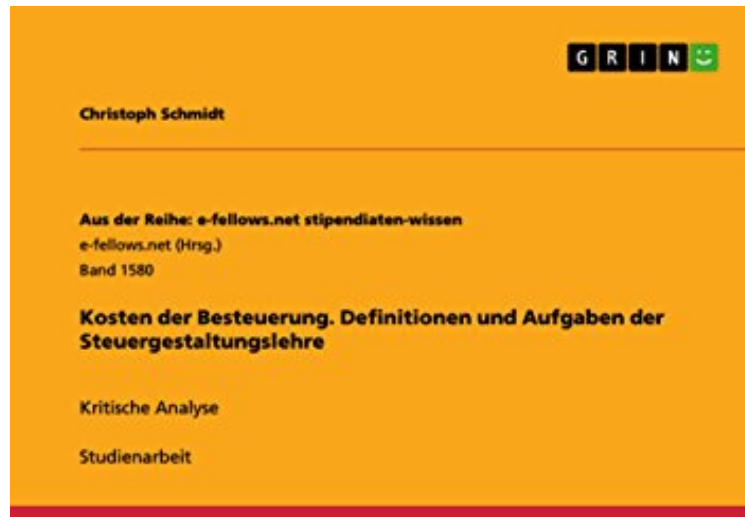 GRIN
Christoph Schmidt
Aus der Reihe: e-fellows.net stipendiaten-wissen
e-fellows.net (Hrsg.)
Band 1580
Kosten der Besteuerung. Definitionen und Aufgaben der
Steuergestaltungslehre
Kritische Analyse
Studienarbeit